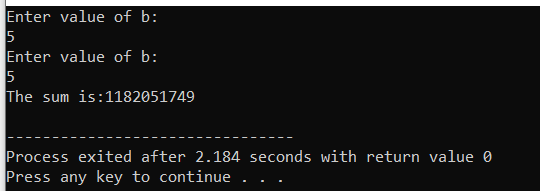 Enter value of b:
5
Enter value of b:
5
The sum is:1182051749
--------------------------------
Process exited after 2.184 seconds with return value 0
Press any key to continue . . .